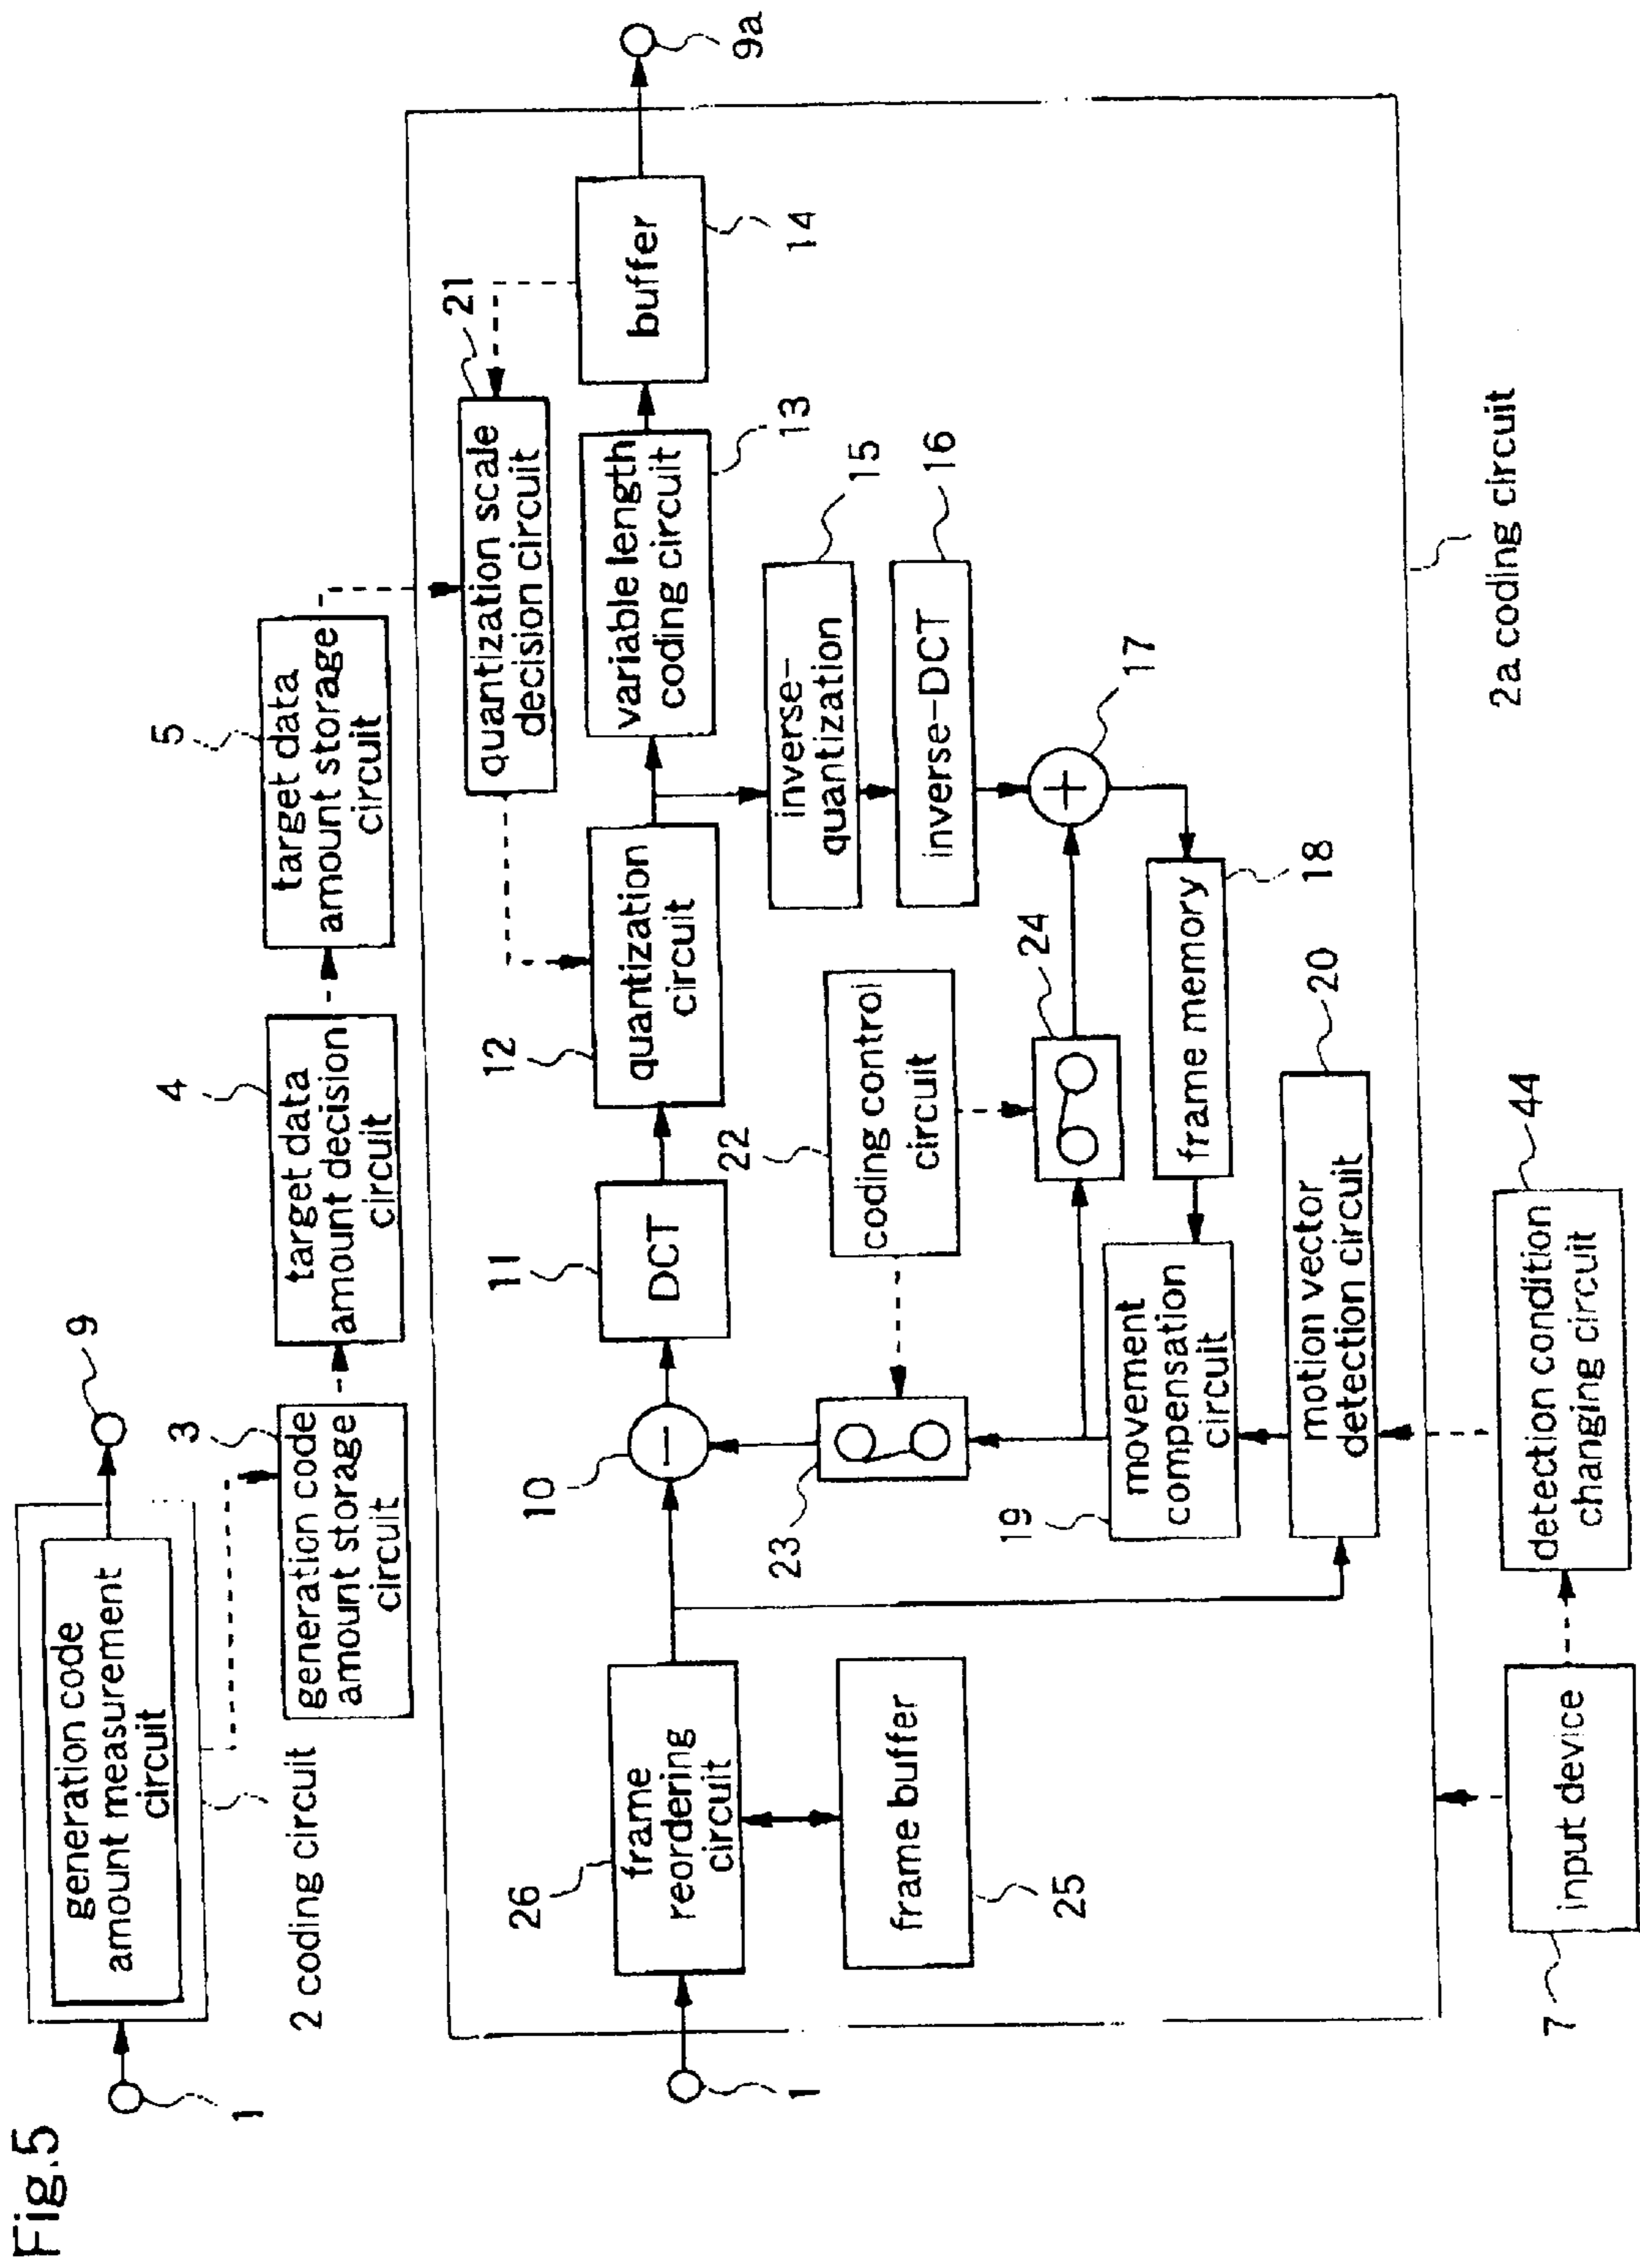 Fig.5
1
generation code
amount measurement
circuit
9
2 coding circuit
3
generation code
amount storage
circuit
4
target data
amount decision
circuit
5
target data
amount storage
circuit
21
quantization scale
decision circuit
1
26
frame
reordering
circuit
10
11
DCT
12
quantization
circuit
variable length
coding circuit
13
buffer
14
9a
frame buffer
25
23
22
coding control
circuit
inverse-
quantization
15
inverse-DCT
16
24
17
19
movement
compensation
circuit
frame memory
18
motion vector
detection circuit
20
2a coding circuit
7
input device
detection condition
changing circuit
44